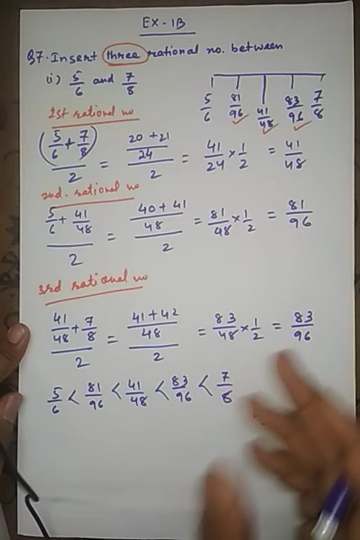 EX-1B
Q7. Insert three rational no. between
i) 5/6 and 7/8
5/6 81/96 41/48 83/96 7/8
1st rational no
(5/6 + 7/8)/2 = ((20+21)/24)/2 = 41/24 × 1/2 = 41/48
2nd. rational no
(5/6 + 41/48)/2 = ((40+41)/48)/2 = 81/48 × 1/2 = 81/96
3rd rational no
(41/48 + 7/8)/2 = ((41+42)/48)/2 = 83/48 × 1/2 = 83/96
5/6 < 81/96 < 41/48 < 83/96 < 7/8